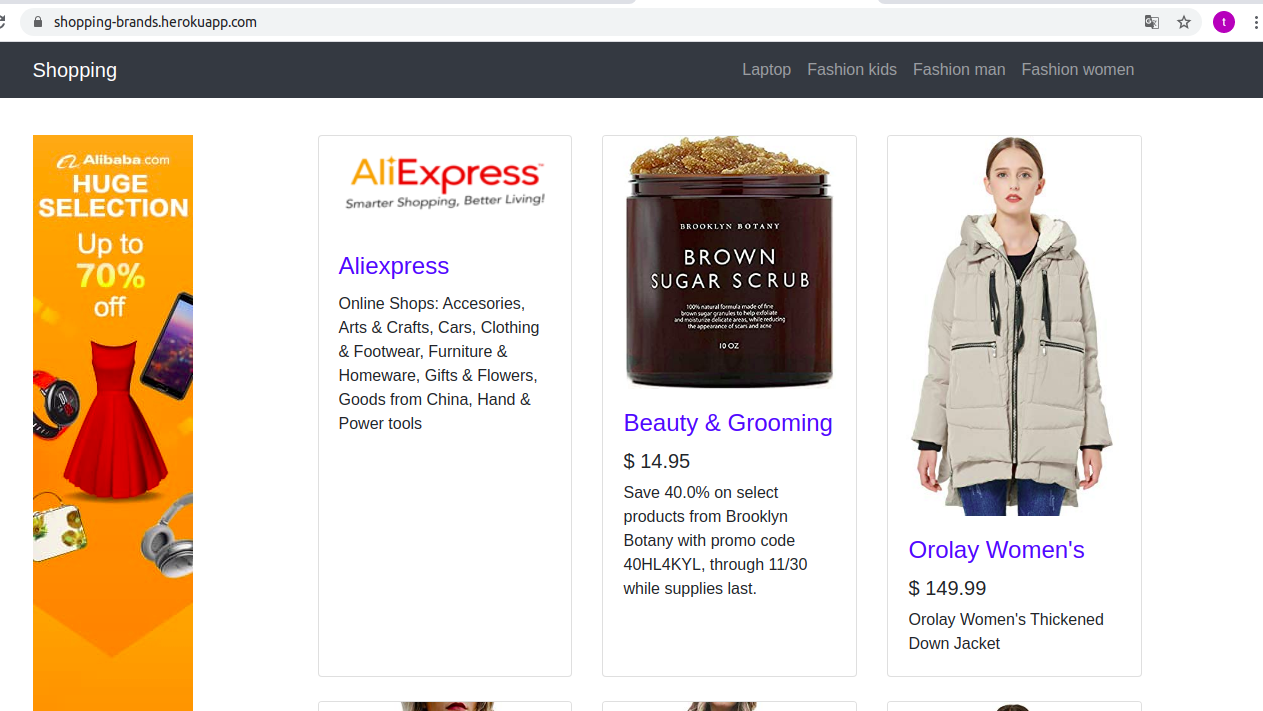 shopping-brands.herokuapp.com
t
Shopping
Laptop
Fashion kids
Fashion man
Fashion women
Alibaba.com
HUGE
SELECTION
Up to
70%
off
AliExpress™
Smarter Shopping, Better Living!
Aliexpress
Online Shops: Accesories,
Arts & Crafts, Cars, Clothing
& Footwear, Furniture &
Homeware, Gifts & Flowers,
Goods from China, Hand &
Power tools
BROOKLYN BOTANY
BROWN
SUGAR SCRUB
100% natural formula made of fine
brown sugar granules to help exfoliate
and moisturize delicate areas, while reducing
the appearance of scars and acne
10 OZ
Beauty & Grooming
$ 14.95
Save 40.0% on select
products from Brooklyn
Botany with promo code
40HL4KYL, through 11/30
while supplies last.
Orolay Women's
$ 149.99
Orolay Women's Thickened
Down Jacket